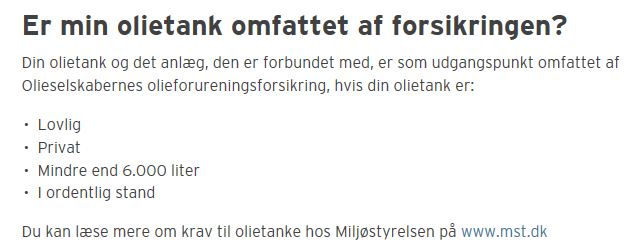 Er min olietank omfattet af forsikringen?
Din olietank og det anlæg, den er forbundet med, er som udgangspunkt omfattet af
Olieselskabernes olieforureningsforsikring, hvis din olietank er:
• Lovlig
• Privat
• Mindre end 6.000 liter
• I ordentlig stand
Du kan læse mere om krav til olietanke hos Miljøstyrelsen på www.mst.dk